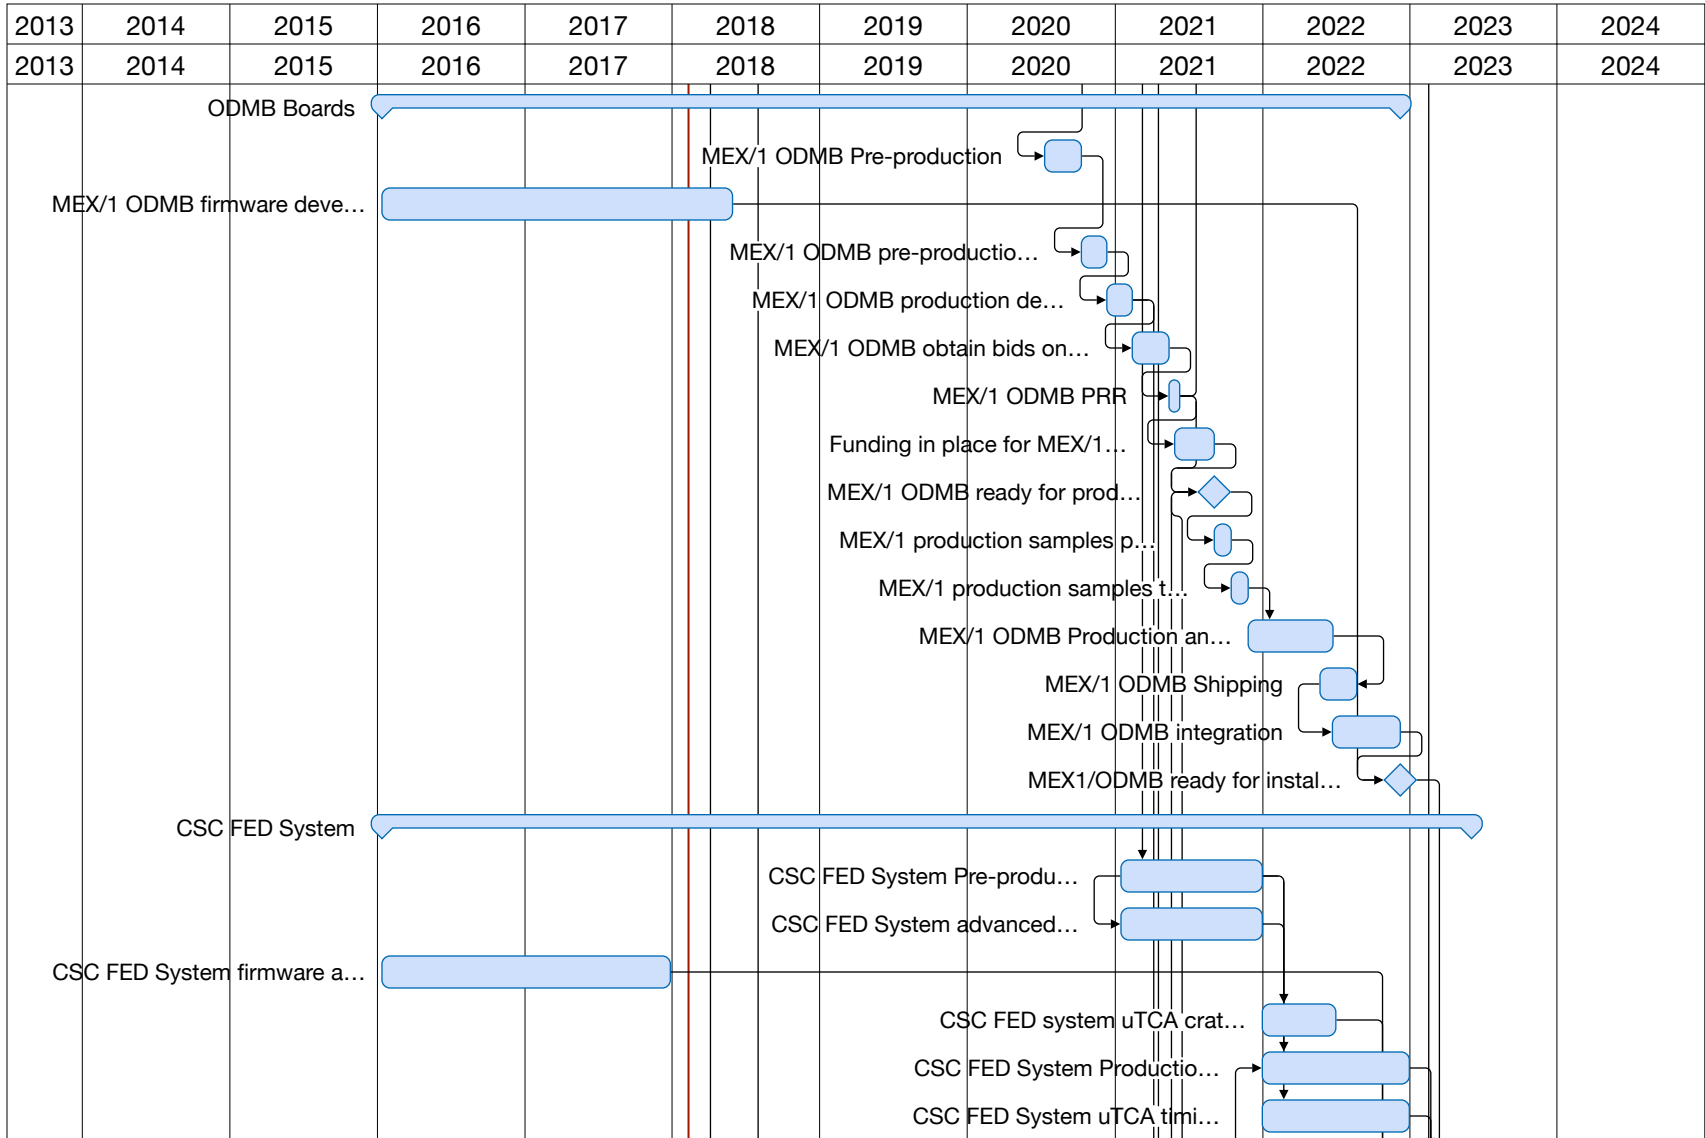 2013 2014 2015 2016 2017 2018 2019 2020 2021 2022 2023 2024
2013 2014 2015 2016 2017 2018 2019 2020 2021 2022 2023 2024
ODMB Boards
MEX/1 ODMB Pre-production
MEX/1 ODMB firmware deve…
MEX/1 ODMB pre-productio…
MEX/1 ODMB production de…
MEX/1 ODMB obtain bids on…
MEX/1 ODMB PRR
Funding in place for MEX/1…
MEX/1 ODMB ready for prod…
MEX/1 production samples p…
MEX/1 production samples t…
MEX/1 ODMB Production an…
MEX/1 ODMB Shipping
MEX/1 ODMB integration
MEX1/ODMB ready for instal…
CSC FED System
CSC FED System Pre-produ…
CSC FED System advanced…
CSC FED System firmware a…
CSC FED system uTCA crat…
CSC FED System Productio…
CSC FED System uTCA timi…